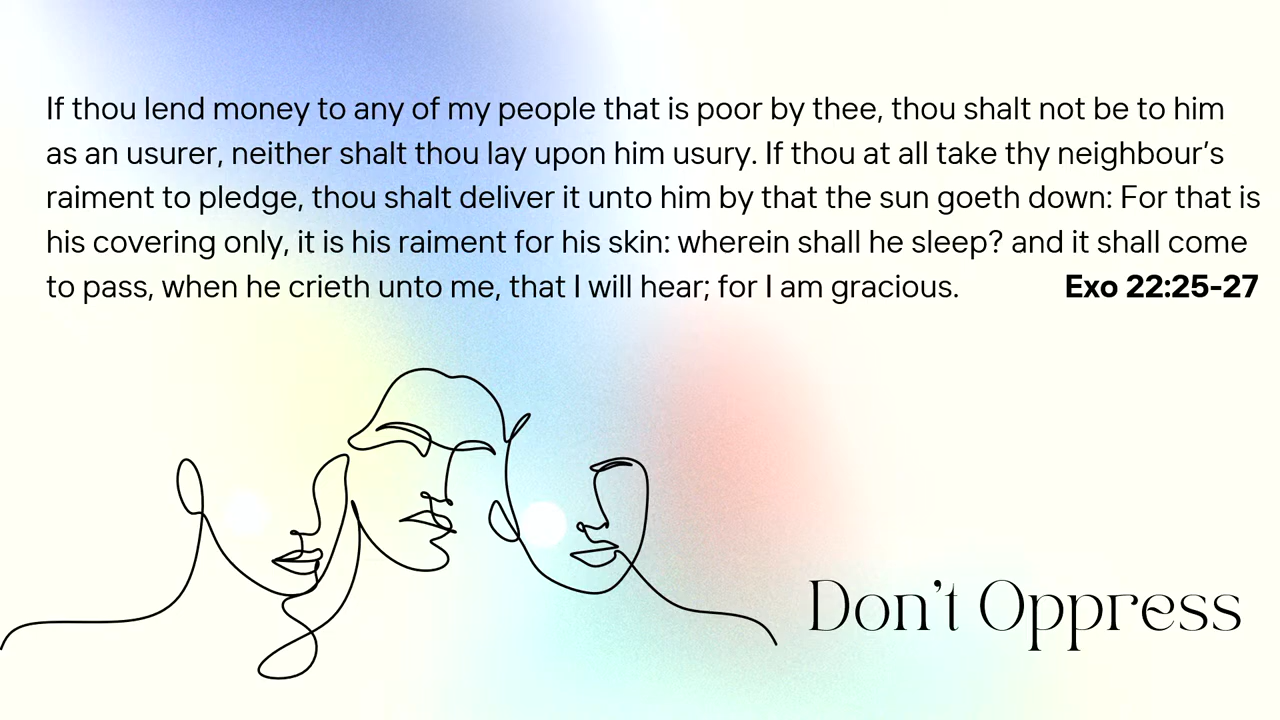 If thou lend money to any of my people that is poor by thee, thou shalt not be to him
as an usurer, neither shalt thou lay upon him usury. If thou at all take thy neighbour’s
raiment to pledge, thou shalt deliver it unto him by that the sun goeth down: For that is
his covering only, it is his raiment for his skin: wherein shall he sleep? and it shall come
to pass, when he crieth unto me, that I will hear; for I am gracious. Exo 22:25-27
Don’t Oppress